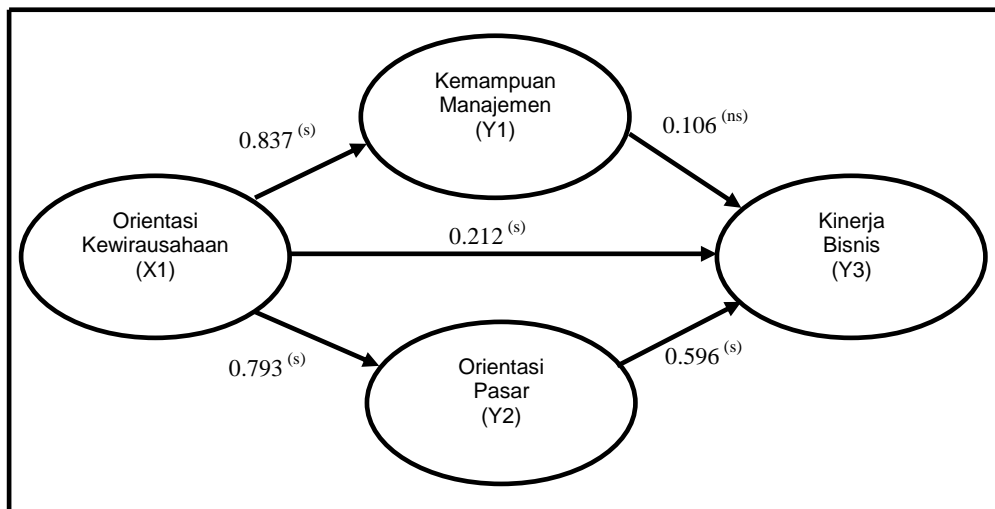 Kemampuan
Manajemen
(Y1)
0.837 (s)
0.106 (ns)
Orientasi
Kewirausahaan
(X1)
0.212 (s)
Kinerja
Bisnis
(Y3)
0.793 (s)
Orientasi
Pasar
(Y2)
0.596 (s)